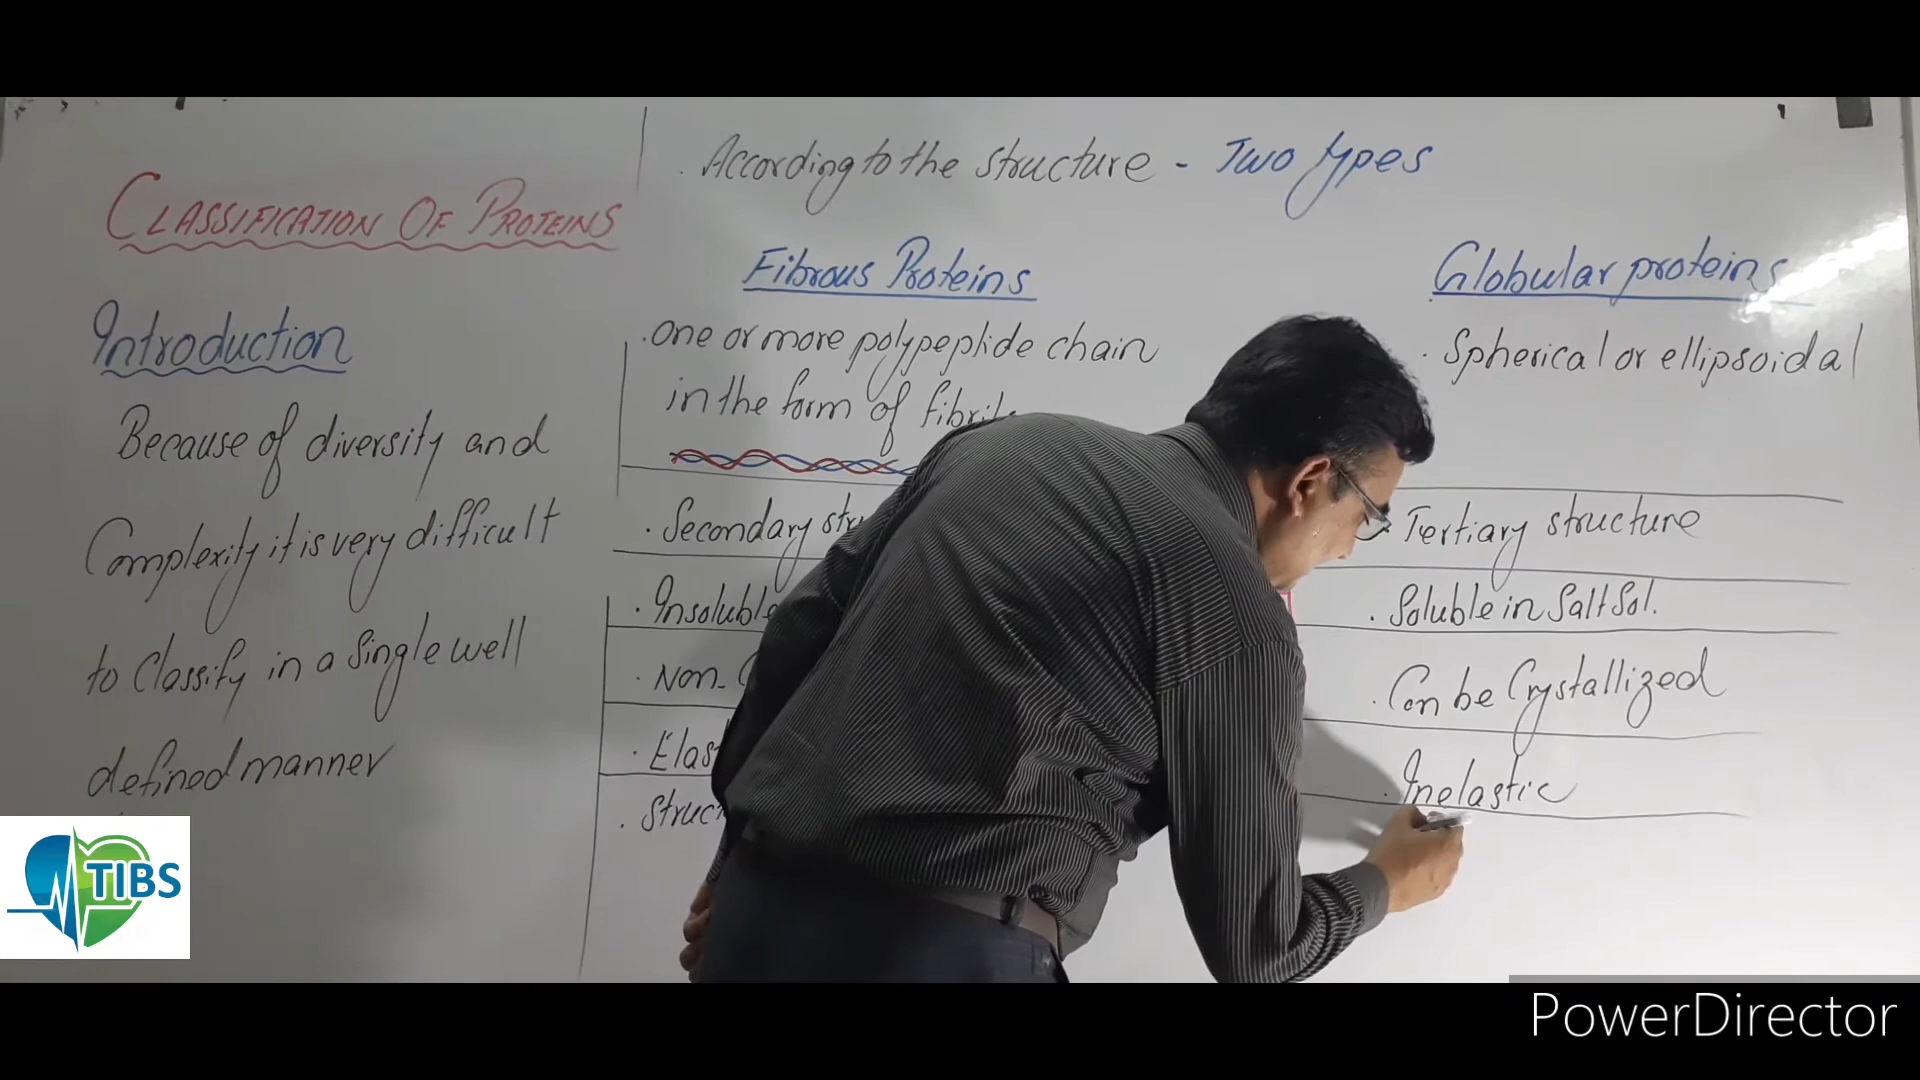 CLASSIFICATION OF PROTEINS
Introduction
Because of diversity and
Complexity it is very difficult
to classify in a single well
defined manner
. According to the structure - Two types
Fibrous Proteins
. one or more polypeptide chain
in the form of
. Secondary
. Insoluble
. Non-
. 
. 
Globular proteins
. Spherical or ellipsoidal
. Tertiary structure
. Soluble in Salt Sol.
. Can be Crystallized
. Inelastic
TIBS
PowerDirector